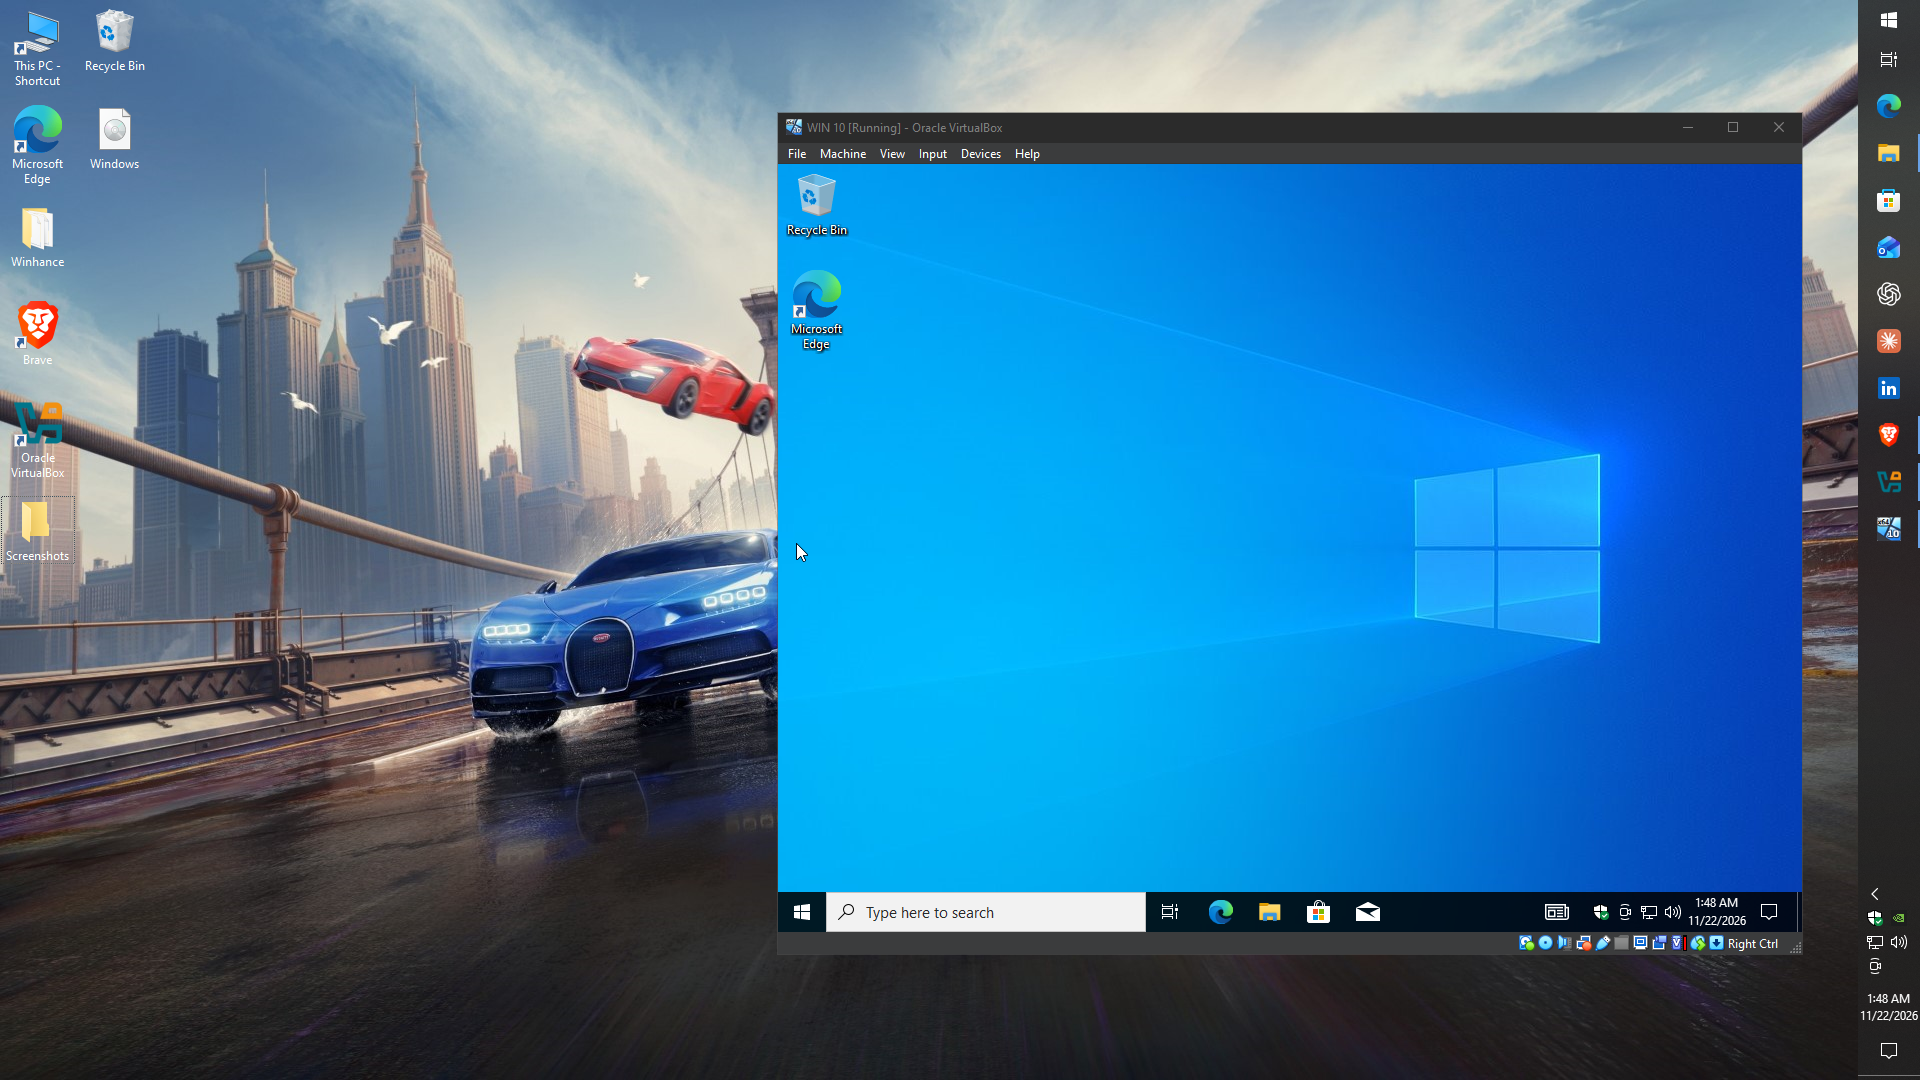 This PC -
Shortcut
Recycle Bin
Microsoft
Edge
Windows
Winhance
Brave
Oracle
VirtualBox
Screenshots
WIN 10 [Running] - Oracle VirtualBox
File Machine View Input Devices Help
Recycle Bin
Microsoft
Edge
Type here to search
1:48 AM
11/22/2026
Right Ctrl
1:48 AM
11/22/2026